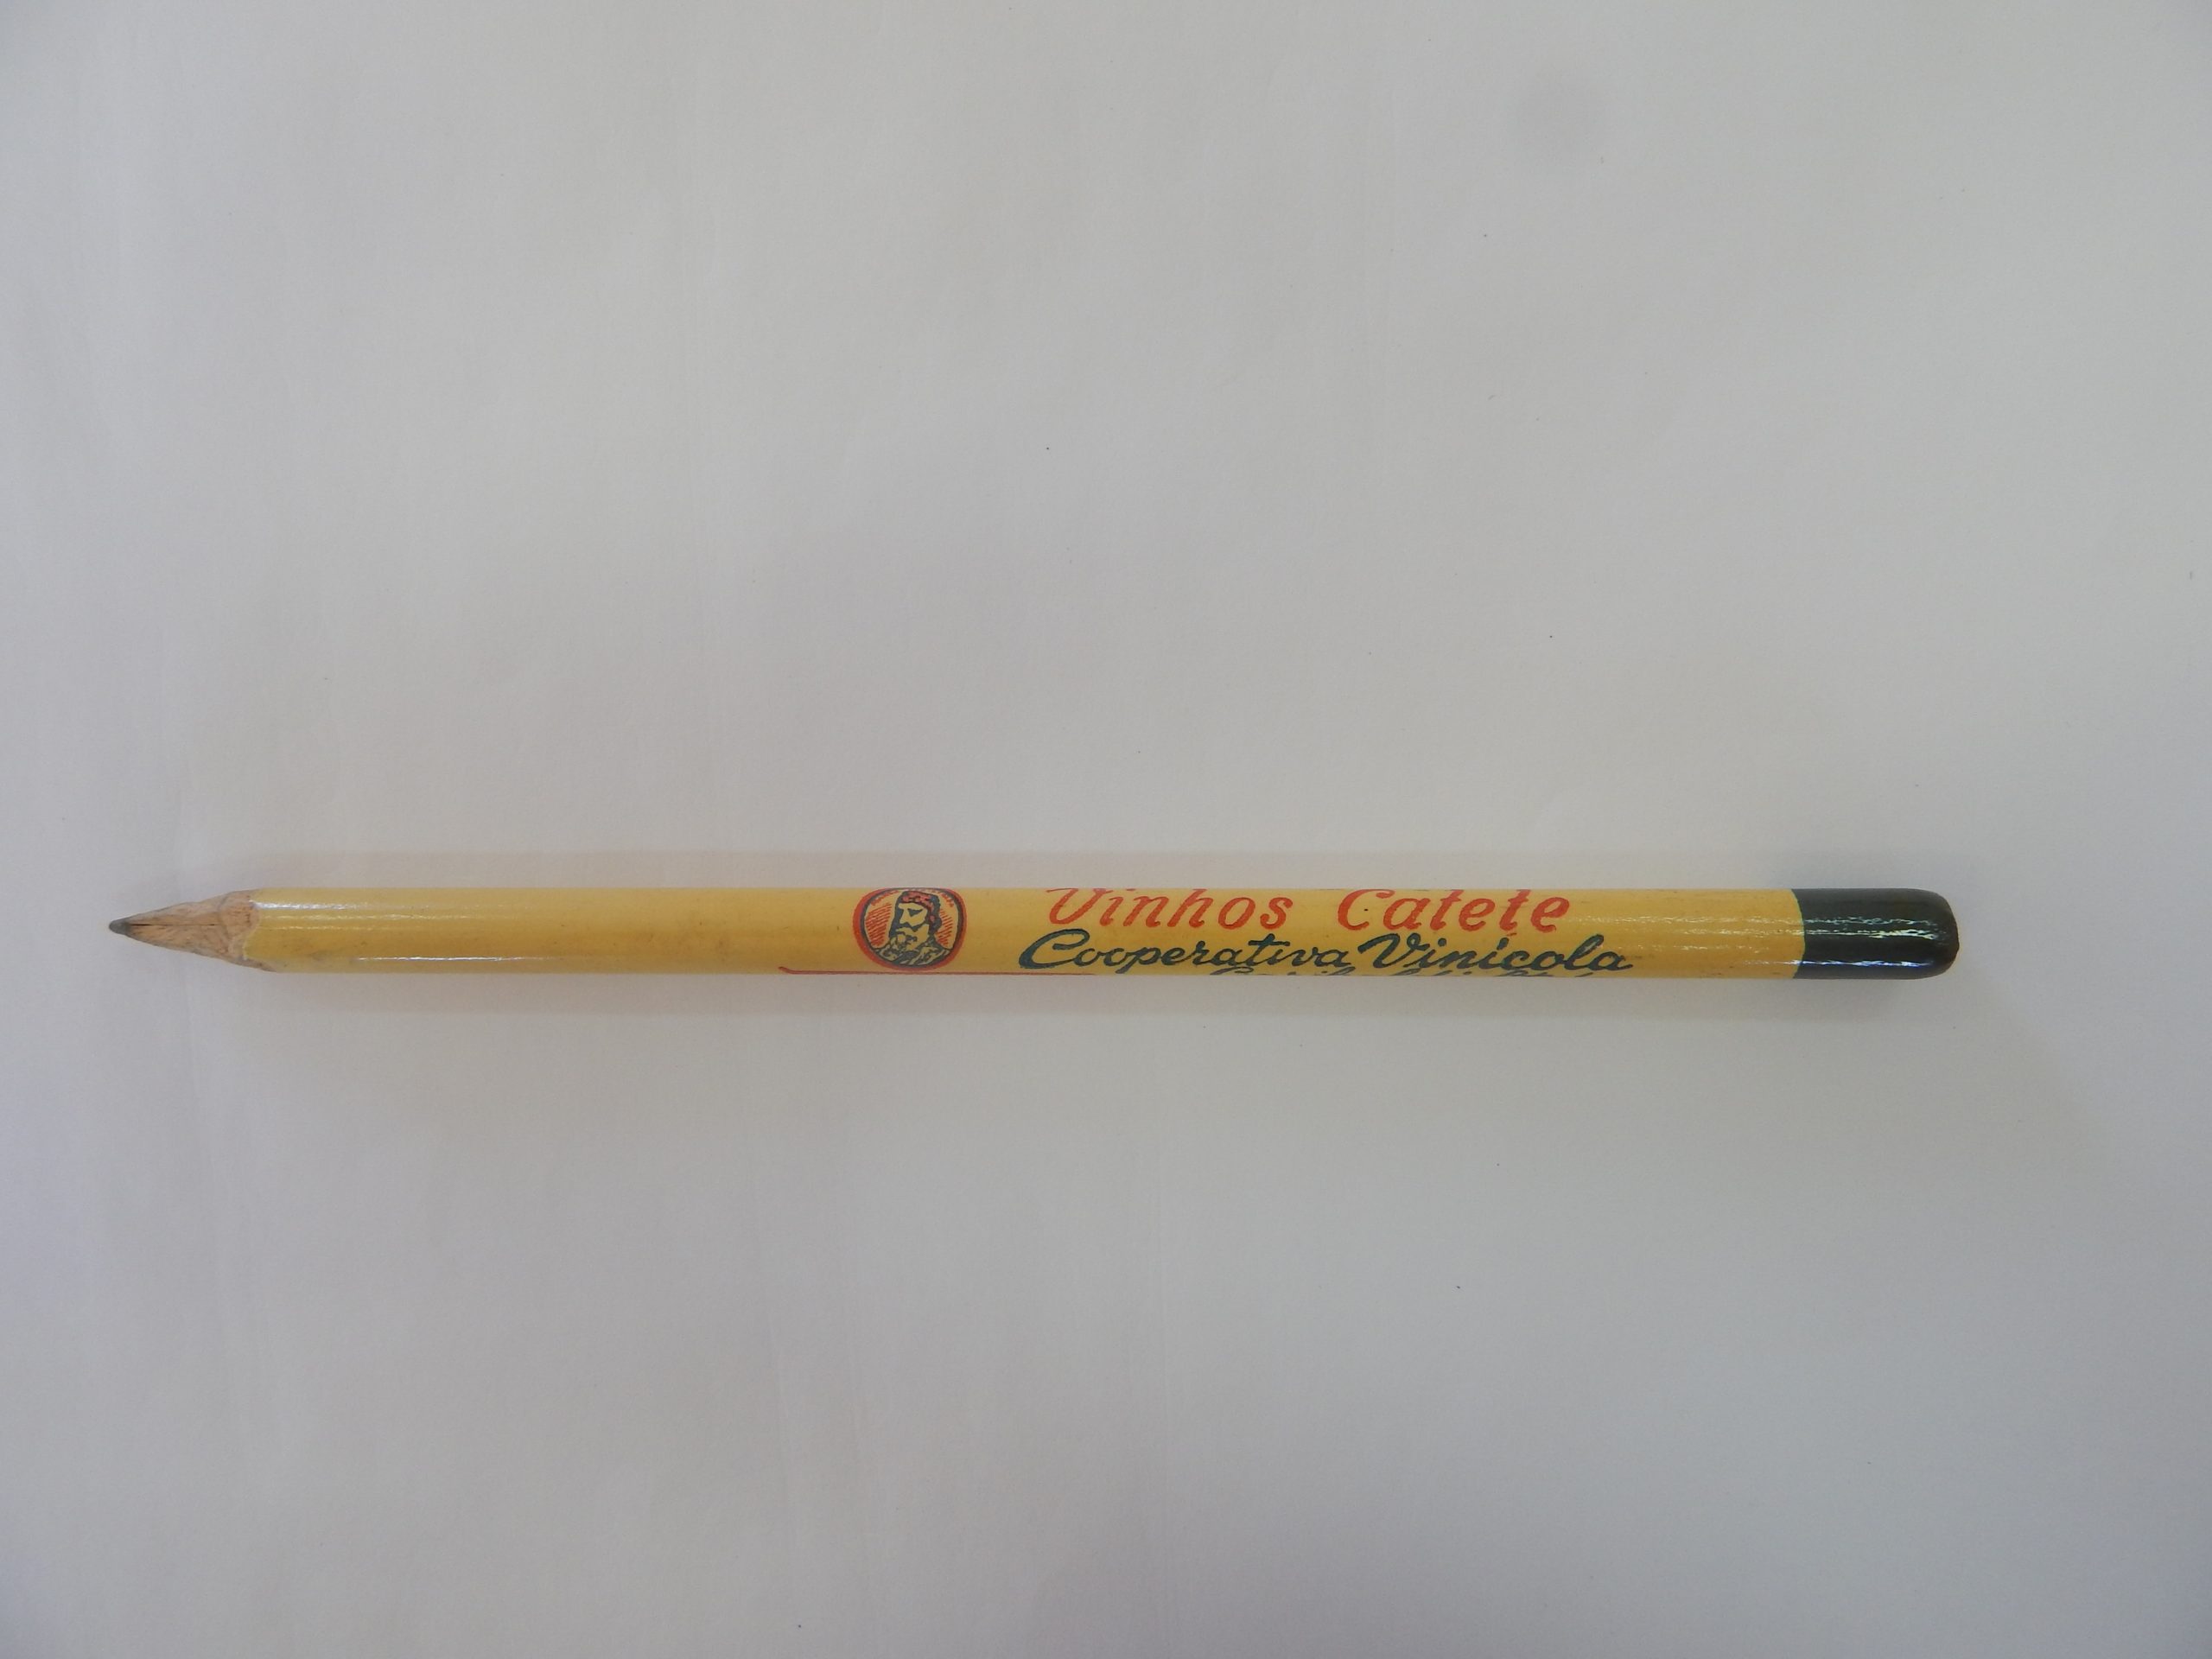 Vinhos Catete
Cooperativa Vinícola